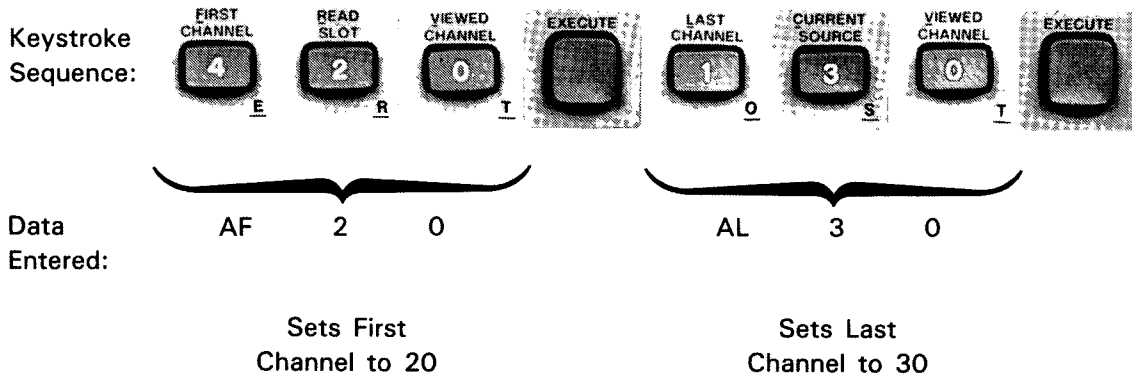 Keystroke
Sequence:
FIRST
CHANNEL
4
E
READ
SLOT
2
R
VIEWED
CHANNEL
0
T
EXECUTE
LAST
CHANNEL
1
O
CURRENT
SOURCE
3
S
VIEWED
CHANNEL
0
T
EXECUTE
Data
Entered:
AF 2 0
AL 3 0
Sets First
Channel to 20
Sets Last
Channel to 30